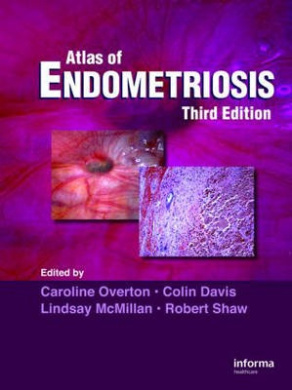 Atlas of
ENDOMETRIOSIS
Third Edition
Edited by
Caroline Overton • Colin Davis
Lindsay McMillan • Robert Shaw
informa
healthcare